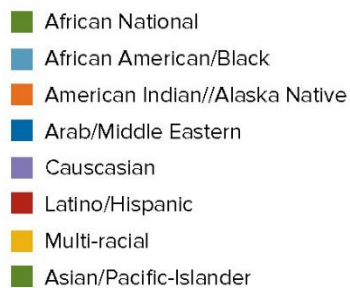 African National
African American/Black
American Indian//Alaska Native
Arab/Middle Eastern
Causcasian
Latino/Hispanic
Multi-racial
Asian/Pacific-Islander